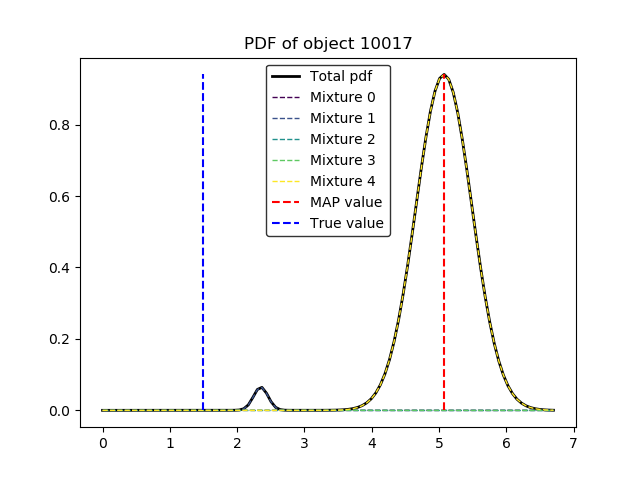 PDF of object 10017
Total pdf
Mixture 0
Mixture 1
Mixture 2
Mixture 3
Mixture 4
MAP value
True value
0.8
0.6
0.4
0.2
0.0
0 1 2 3 4 5 6 7